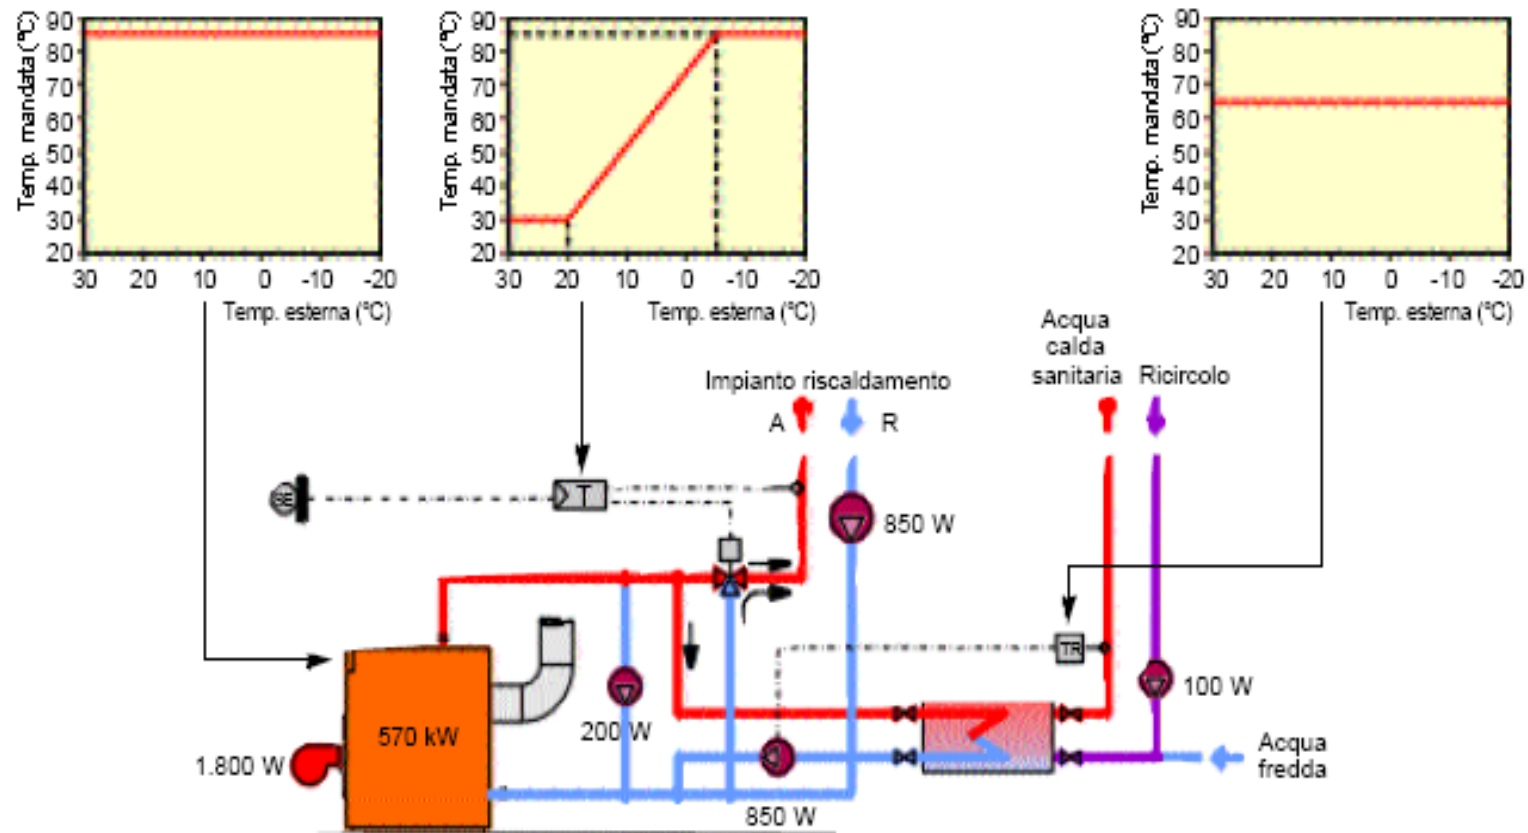 90
80
70
60
50
40
30
20
Temp. mandata (°C)
30 20 10 0 -10 -20
Temp. esterna (°C)
90
80
70
60
50
40
30
20
Temp. mandata (°C)
30 20 10 0 -10 -20
Temp. esterna (°C)
90
80
70
60
50
40
30
20
Temp. mandata (°C)
30 20 10 0 -10 -20
Temp. esterna (°C)
Acqua
calda
sanitaria
Ricircolo
Impianto riscaldamento
A
R
SE
T
850 W
TR
100 W
200 W
570 kW
1.800 W
Acqua
fredda
850 W